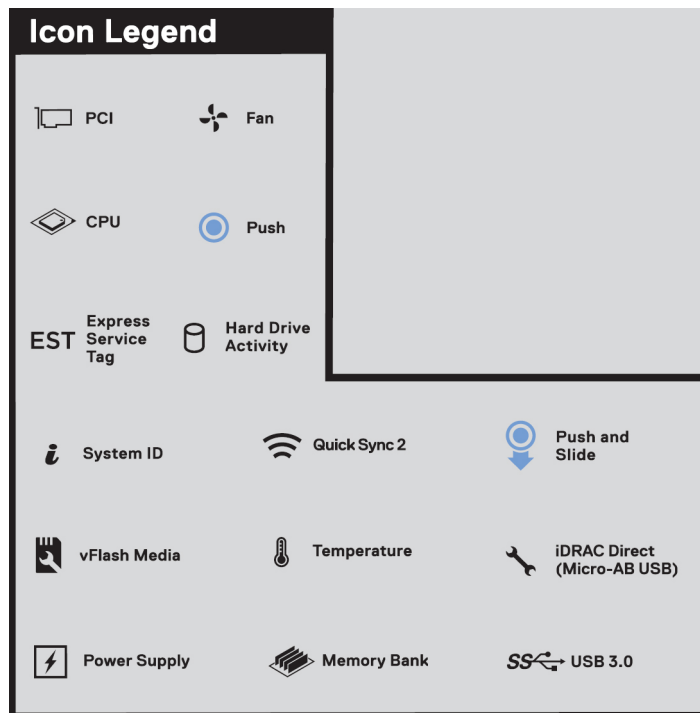 Icon Legend
PCI
Fan
CPU
Push
EST
Express
Service
Tag
Hard Drive
Activity
i System ID
Quick Sync 2
Push and
Slide
vFlash Media
Temperature
iDRAC Direct
(Micro-AB USB)
Power Supply
Memory Bank
SS USB 3.0